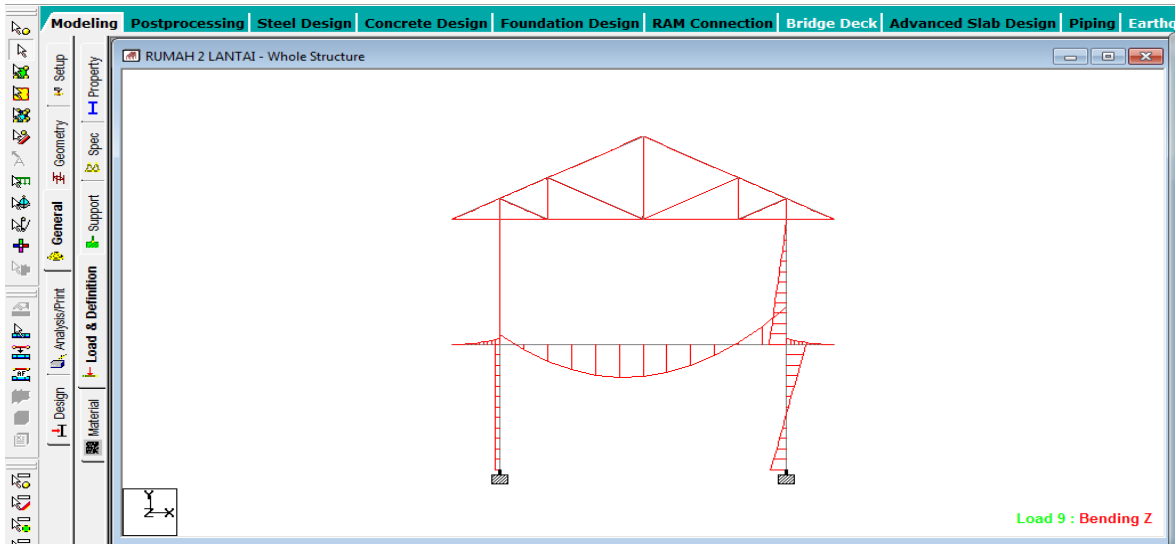 Modeling Postprocessing Steel Design Concrete Design Foundation Design RAM Connection Bridge Deck Advanced Slab Design Piping Eartho
RUMAH 2 LANTAI - Whole Structure
Setup
Geometry
General
Analysis/Print
Design
Property
Spec
Support
Load & Definition
Material
Y
Z X
Load 9 : Bending Z